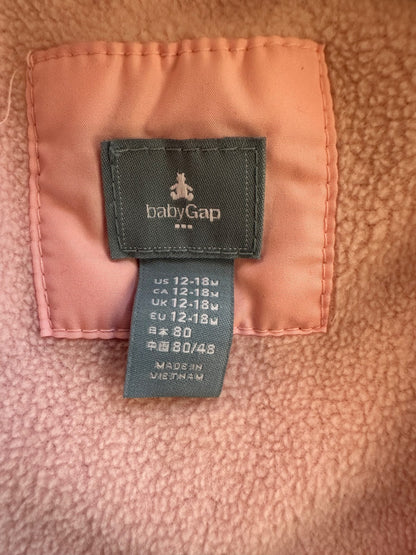 babyGap
US 12-18M
CA 12-18M
UK 12-18M
EU 12-18M
日本 80
中国 80/48
MADE IN
VIETNAM